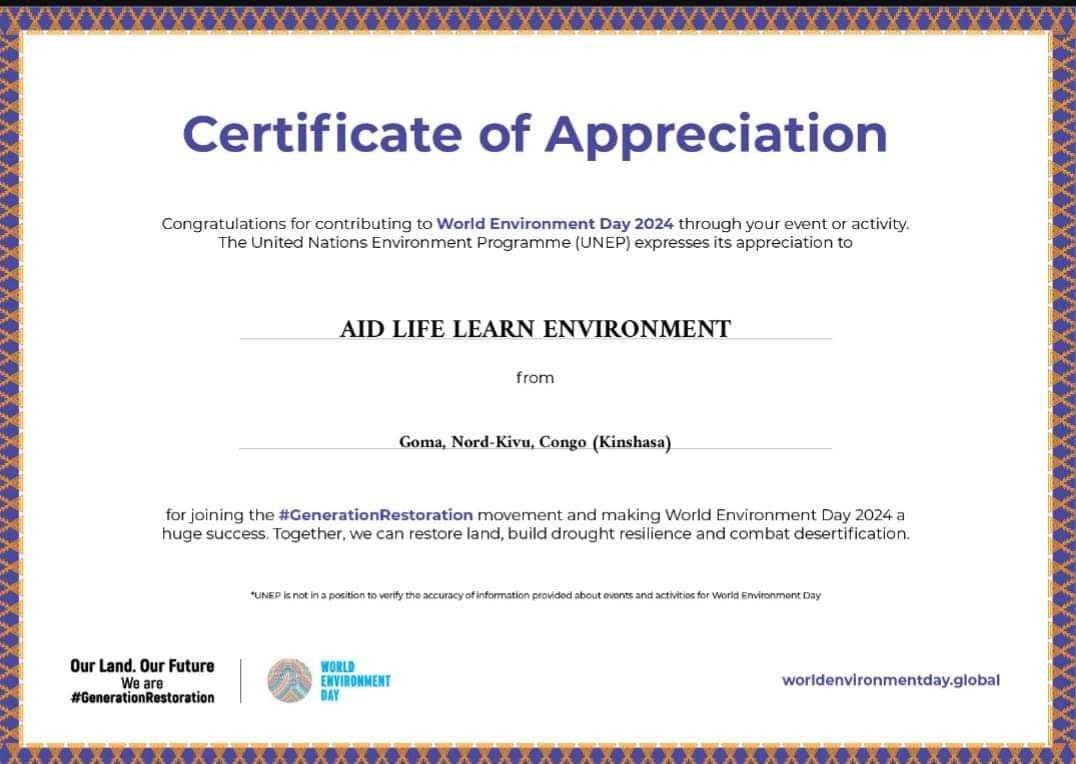 Certificate of Appreciation
Congratulations for contributing to World Environment Day 2024 through your event or activity.
The United Nations Environment Programme (UNEP) expresses its appreciation to
AID LIFE LEARN ENVIRONMENT
from
Goma, Nord-Kivu, Congo (Kinshasa)
for joining the #GenerationRestoration movement and making World Environment Day 2024 a
huge success. Together, we can restore land, build drought resilience and combat desertification.
*UNEP is not in a position to verify the accuracy of information provided about events and activities for World Environment Day
Our Land. Our Future
We are
#GenerationRestoration
WORLD
ENVIRONMENT
DAY
worldenvironmentday.global